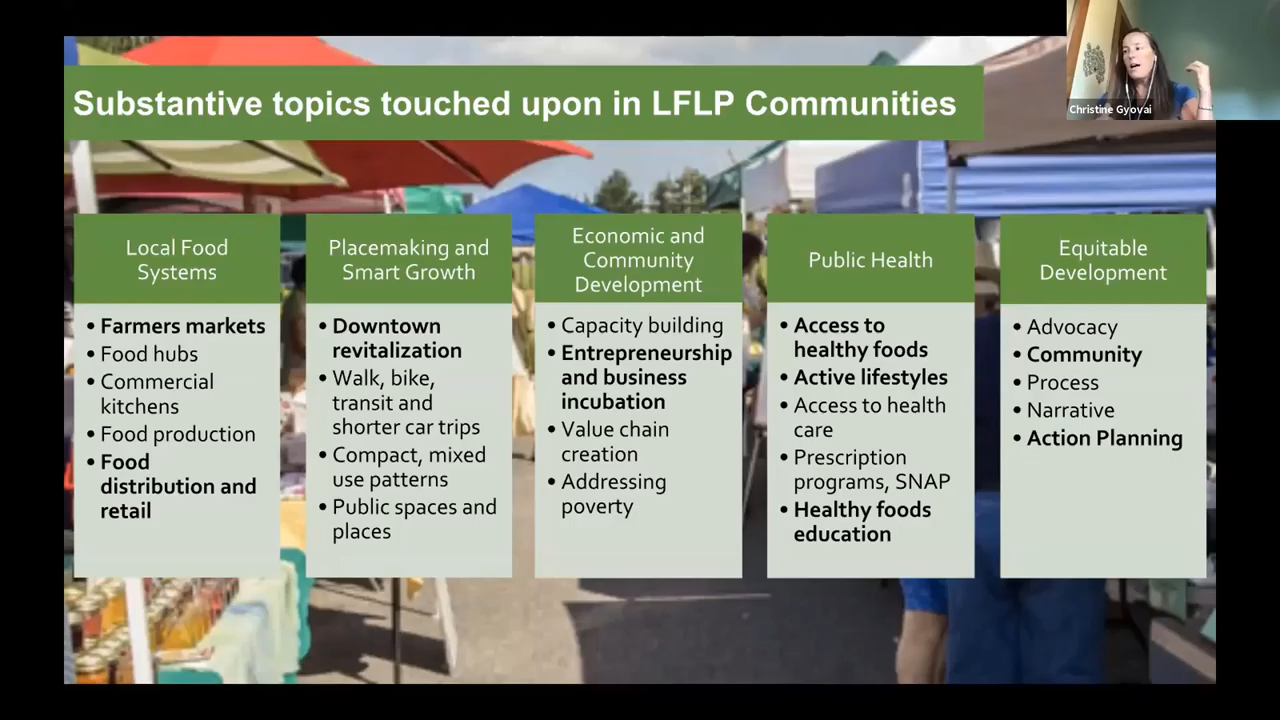 Substantive topics touched upon in LFLP Communities
Christine Gyovai
Local Food
Systems
• Farmers markets
• Food hubs
• Commercial
kitchens
• Food production
• Food
distribution and
retail
Placemaking and
Smart Growth
• Downtown
revitalization
• Walk, bike,
transit and
shorter car trips
• Compact, mixed
use patterns
• Public spaces and
places
Economic and
Community
Development
• Capacity building
• Entrepreneurship
and business
incubation
• Value chain
creation
• Addressing
poverty
Public Health
• Access to
healthy foods
• Active lifestyles
• Access to health
care
• Prescription
programs, SNAP
• Healthy foods
education
Equitable
Development
• Advocacy
• Community
• Process
• Narrative
• Action Planning